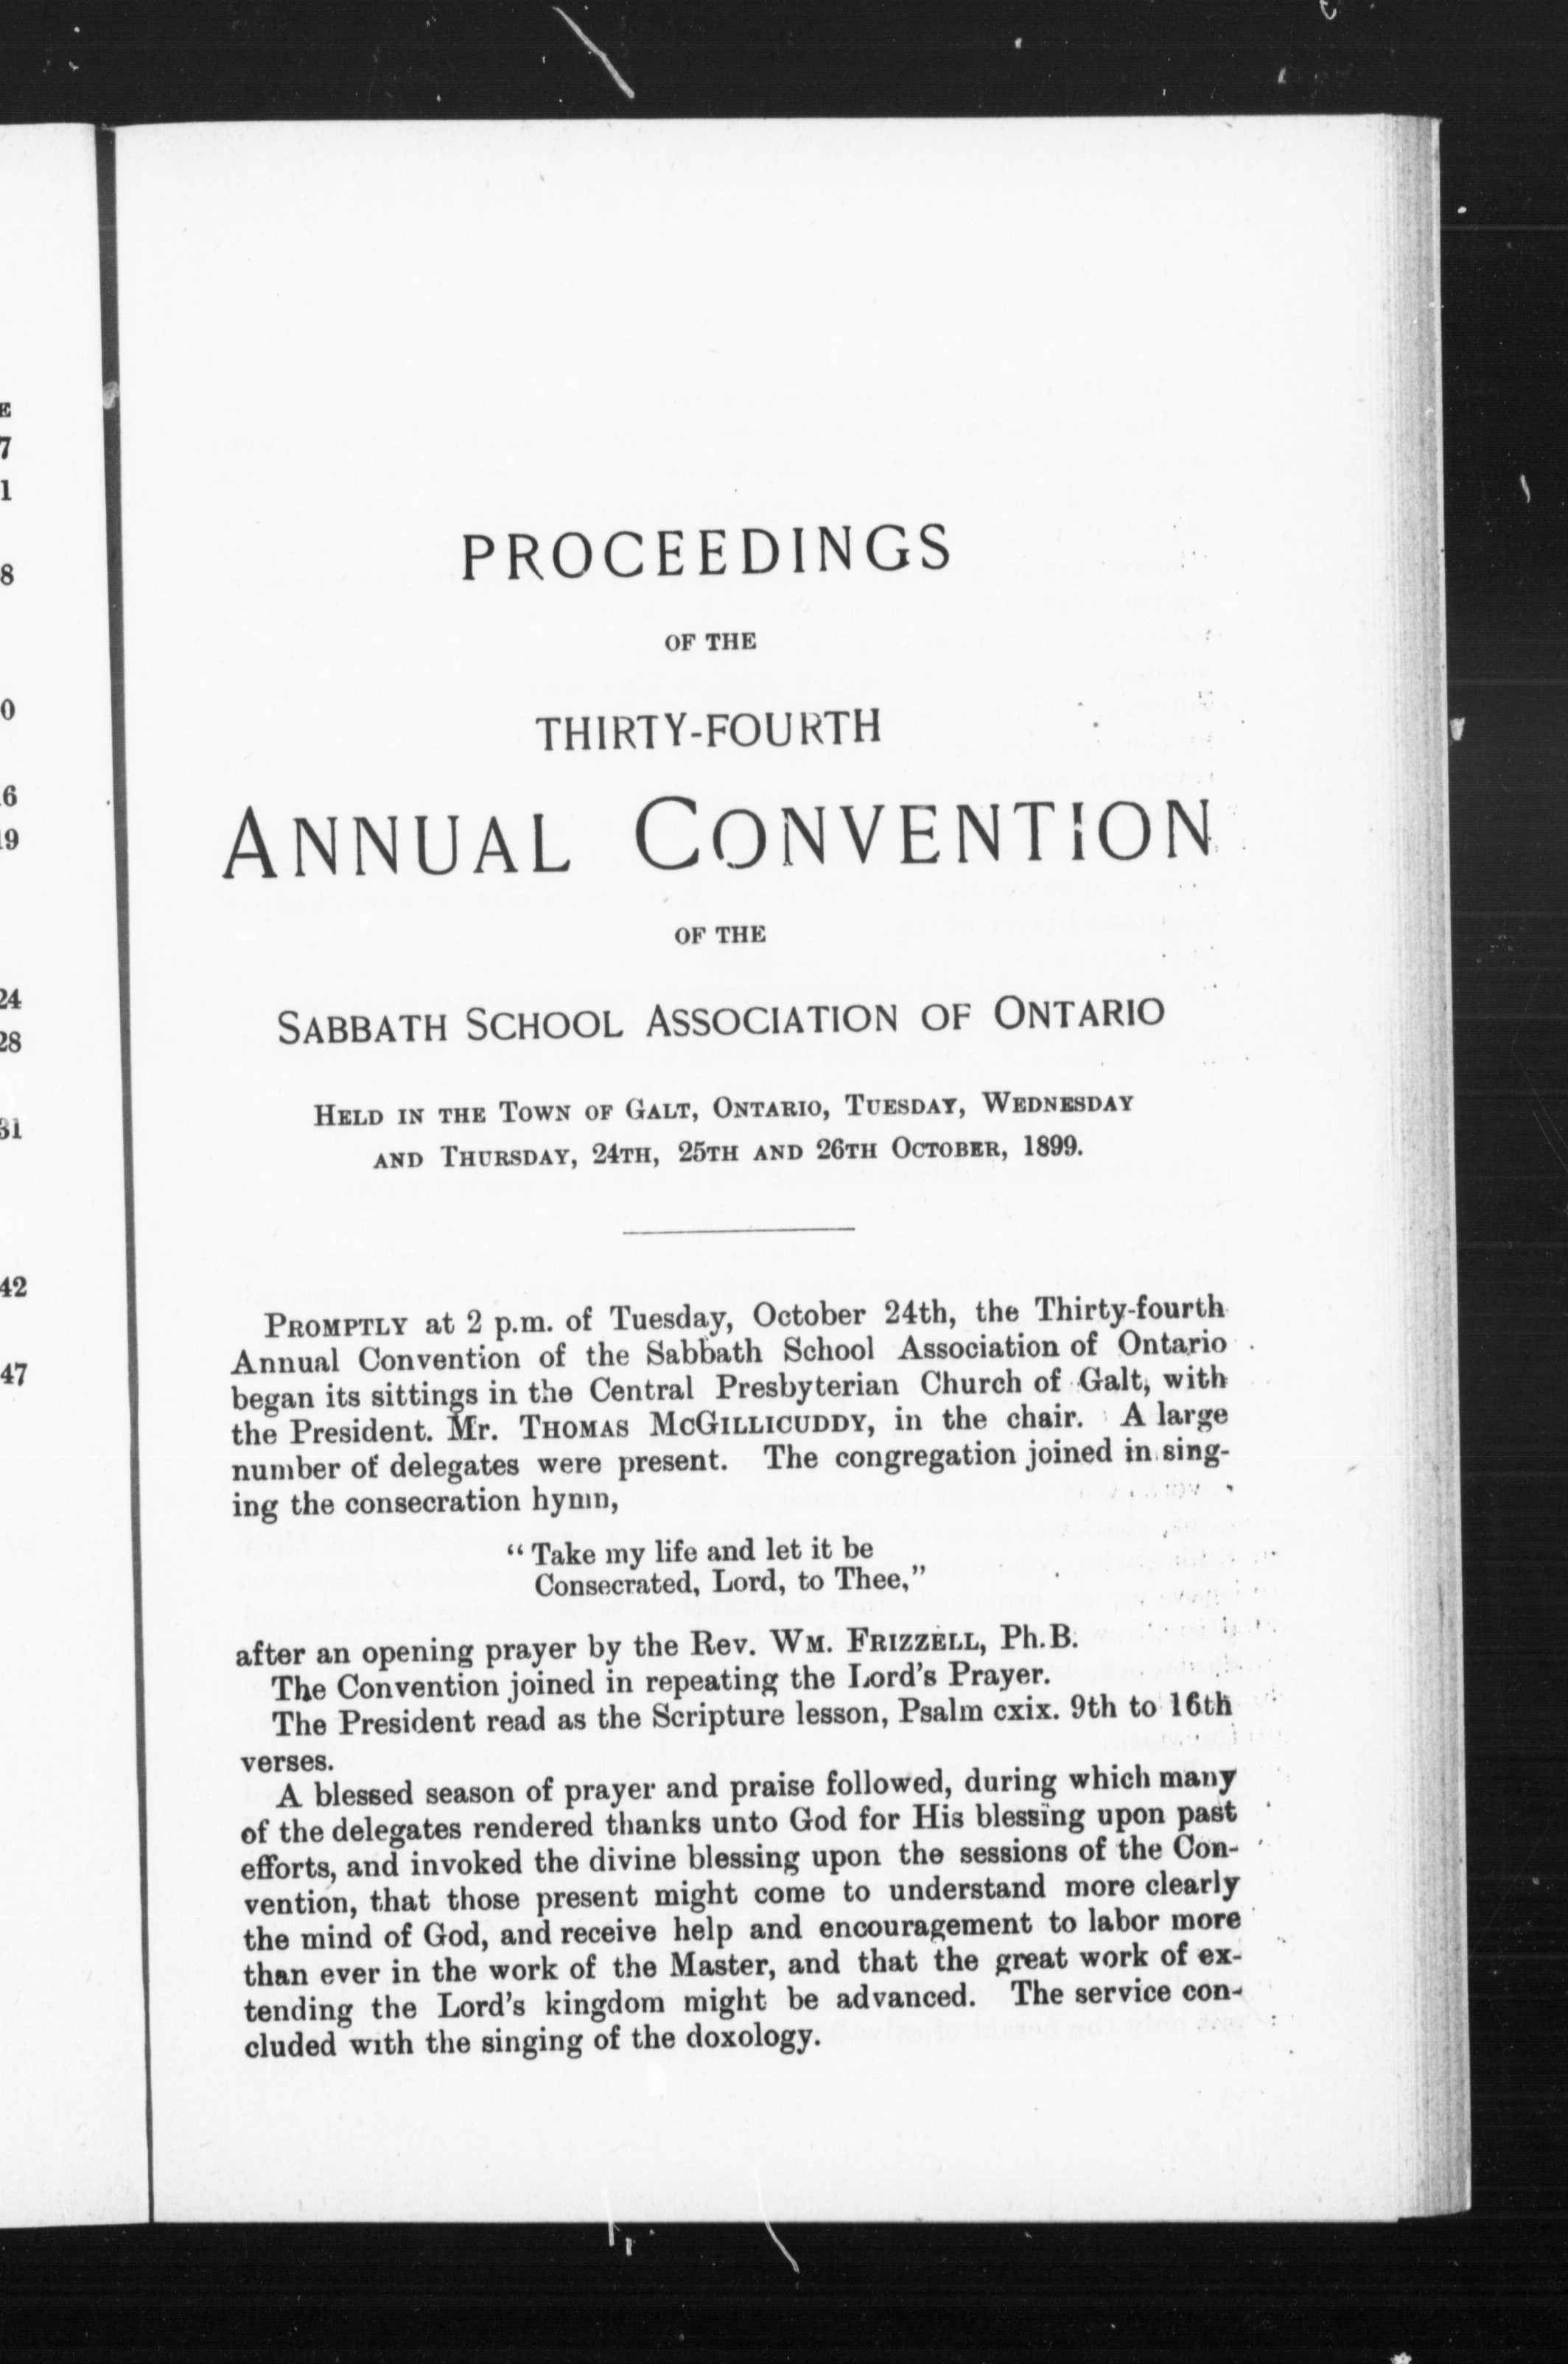 E
7
1
8
0
16
19
24
28
31
42
47
PROCEEDINGS
OF THE
THIRTY-FOURTH
ANNUAL CONVENTION
OF THE
SABBATH SCHOOL ASSOCIATION OF ONTARIO
HELD IN THE TOWN OF GALT, ONTARIO, TUESDAY, WEDNESDAY
AND THURSDAY, 24TH, 25TH AND 26TH OCTOBER, 1899.
PROMPTLY at 2 p.m. of Tuesday, October 24th, the Thirty-fourth
Annual Convention of the Sabbath School Association of Ontario
began its sittings in the Central Presbyterian Church of Galt, with
the President. Mr. THOMAS MCGILLICUDDY, in the chair. A large
number of delegates were present. The congregation joined in sing-
ing the consecration hymn,
“Take my life and let it be
Consecrated, Lord, to Thee,”
after an opening prayer by the Rev. WM. FRIZZELL, Ph.B.
The Convention joined in repeating the Lord's Prayer.
The President read as the Scripture lesson, Psalm cxix. 9th to 16th
verses.
A blessed season of prayer and praise followed, during which many
of the delegates rendered thanks unto God for His blessing upon past
efforts, and invoked the divine blessing upon the sessions of the Con-
vention, that those present might come to understand more clearly
the mind of God, and receive help and encouragement to labor more
than ever in the work of the Master, and that the great work of ex-
tending the Lord's kingdom might be advanced. The service con-
cluded with the singing of the doxology.